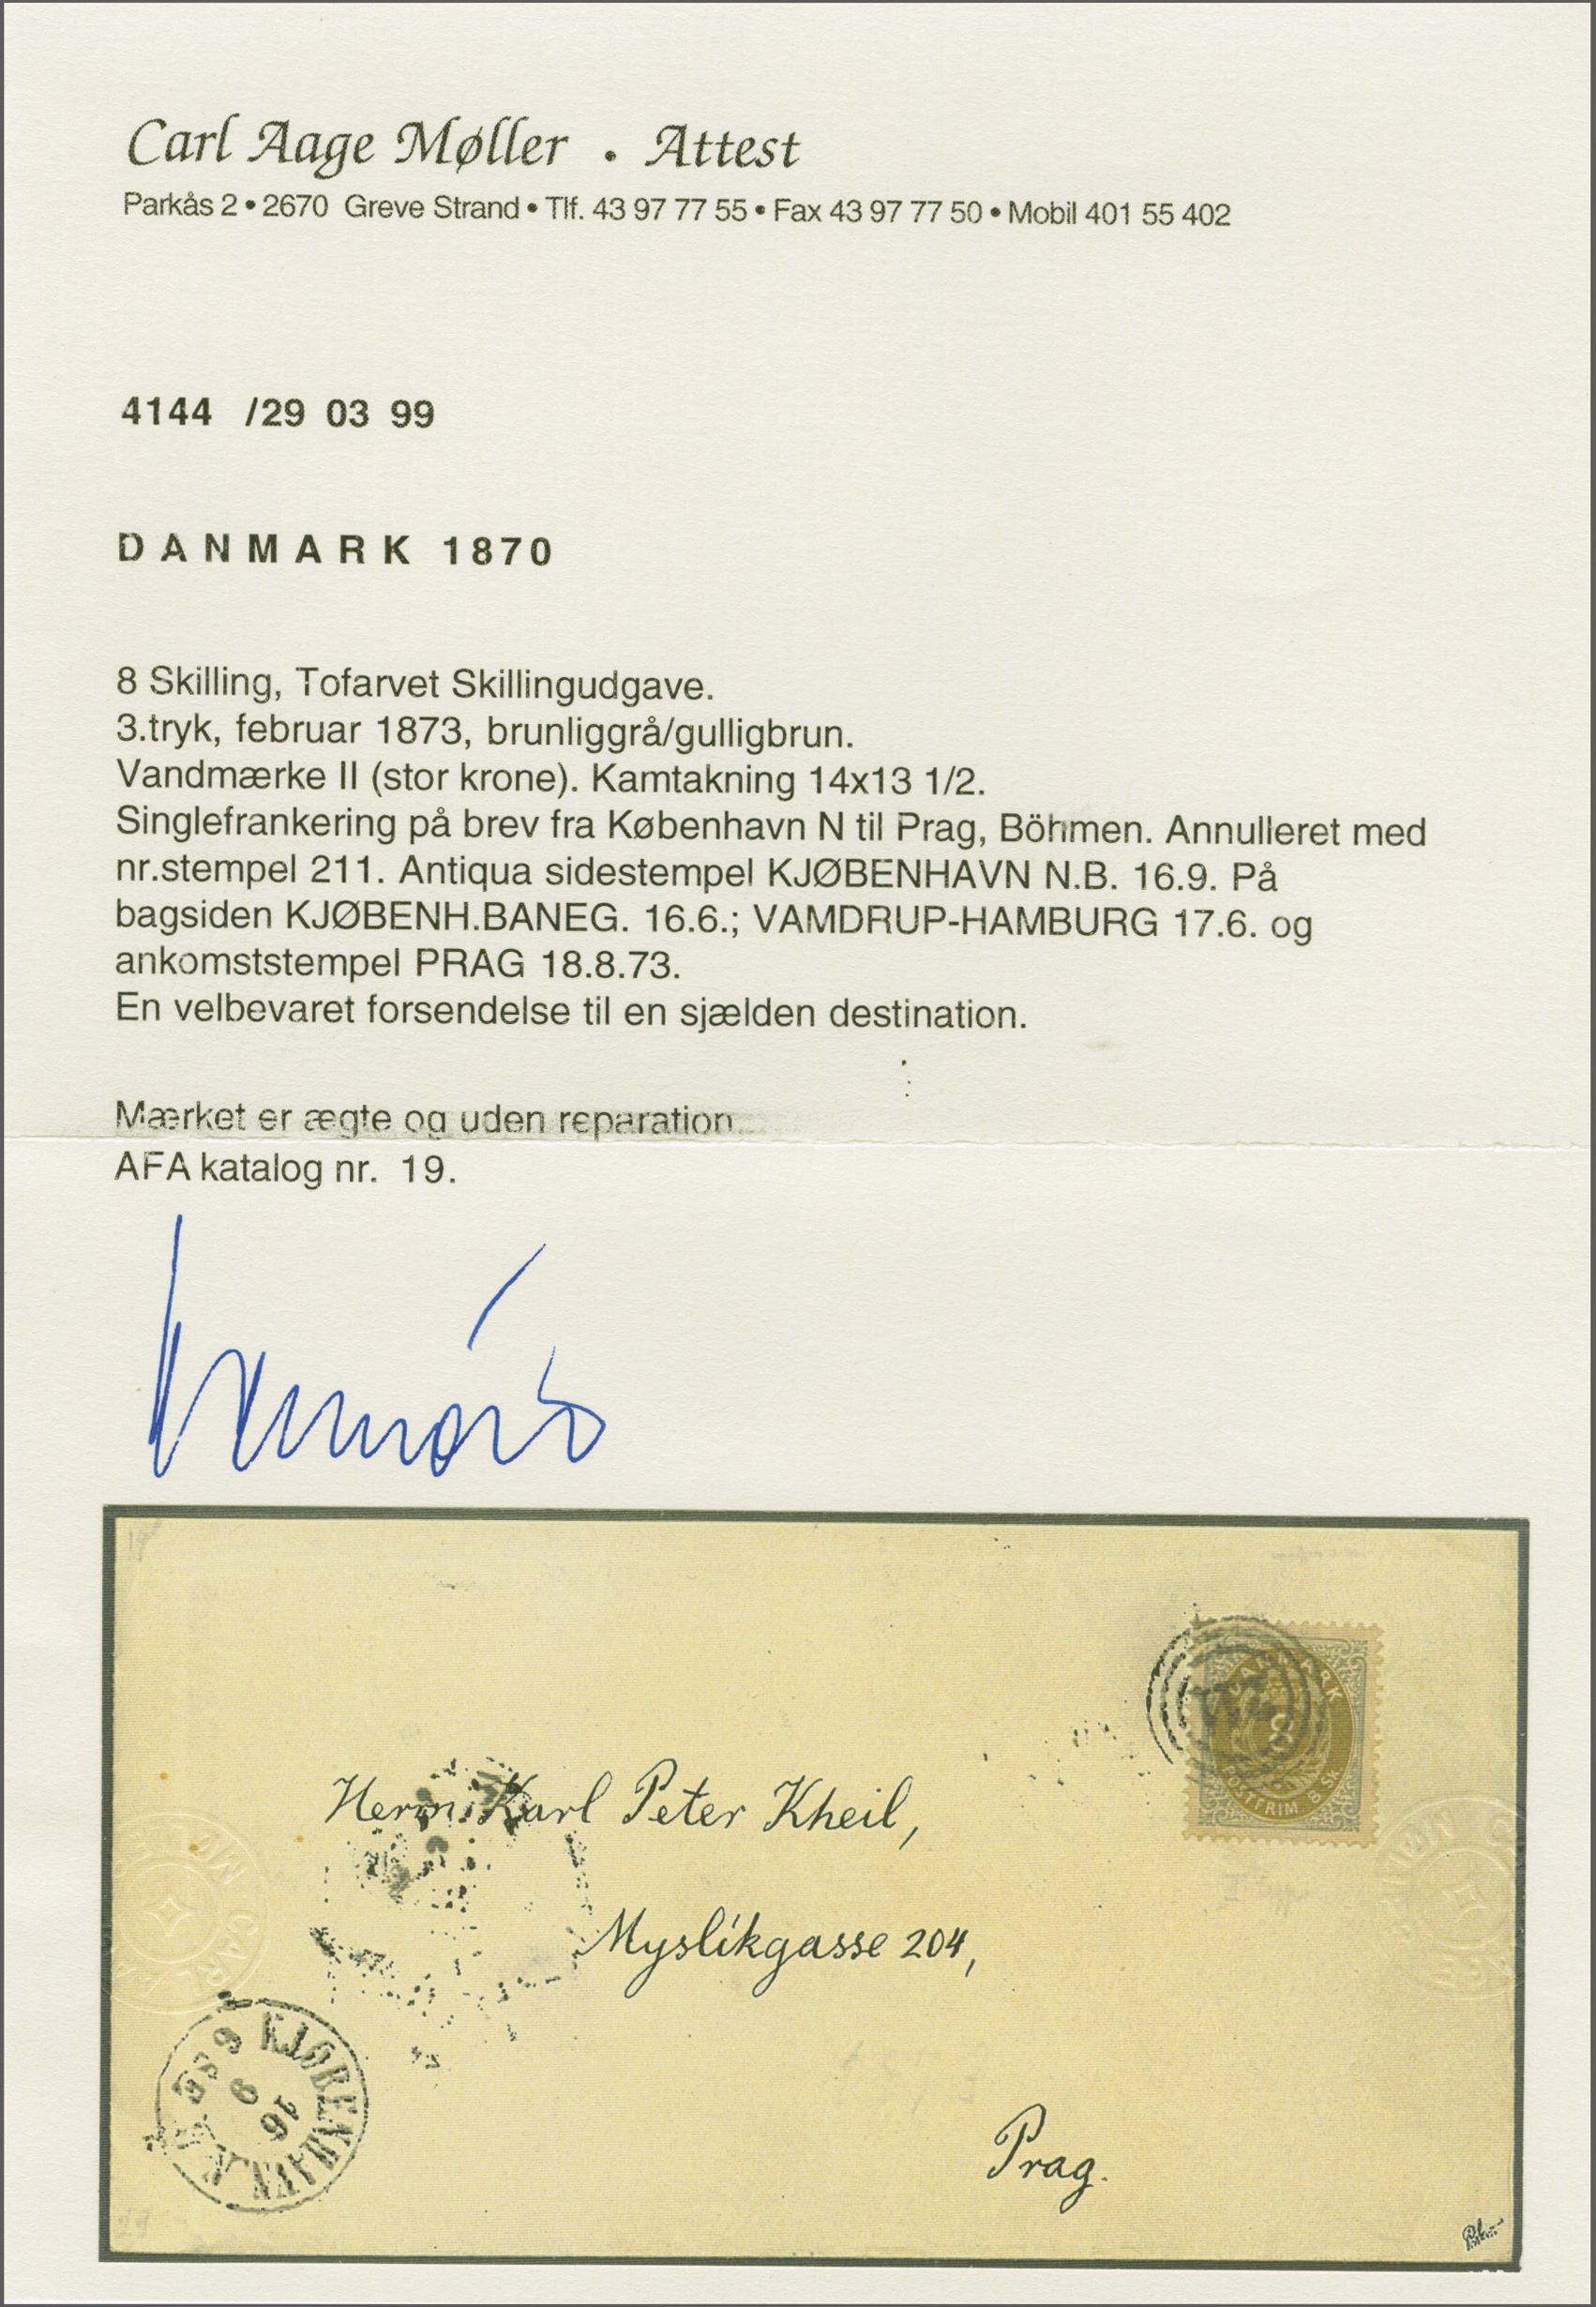 Carl Aage Møller . Attest
Parkås 2 • 2670 Greve Strand • Tlf. 43 97 77 55 • Fax 43 97 77 50 • Mobil 401 55 402
4144 /29 03 99
DANMARK 1870
8 Skilling, Tofarvet Skillingudgave.
3.tryk, februar 1873, brunliggrå/gulligbrun.
Vandmærke II (stor krone). Kamtakning 14x13 1/2.
Singlefrankering på brev fra København N til Prag, Böhmen. Annulleret med
nr.stempel 211. Antiqua sidestempel KJØBENHAVN N.B. 16.9. På
bagsiden KJØBENH.BANEG. 16.6.; VAMDRUP-HAMBURG 17.6. og
ankomststempel PRAG 18.8.73.
En velbevaret forsendelse til en sjælden destination.
Mærket er ægte og uden reparation.
AFA katalog nr. 19.
DANMARK
8
POSTFRIM 8 SK
Herrn Karl Peter Kheil,
Myslikgasse 204,
KJØBENHAVN
16
9
Prag.